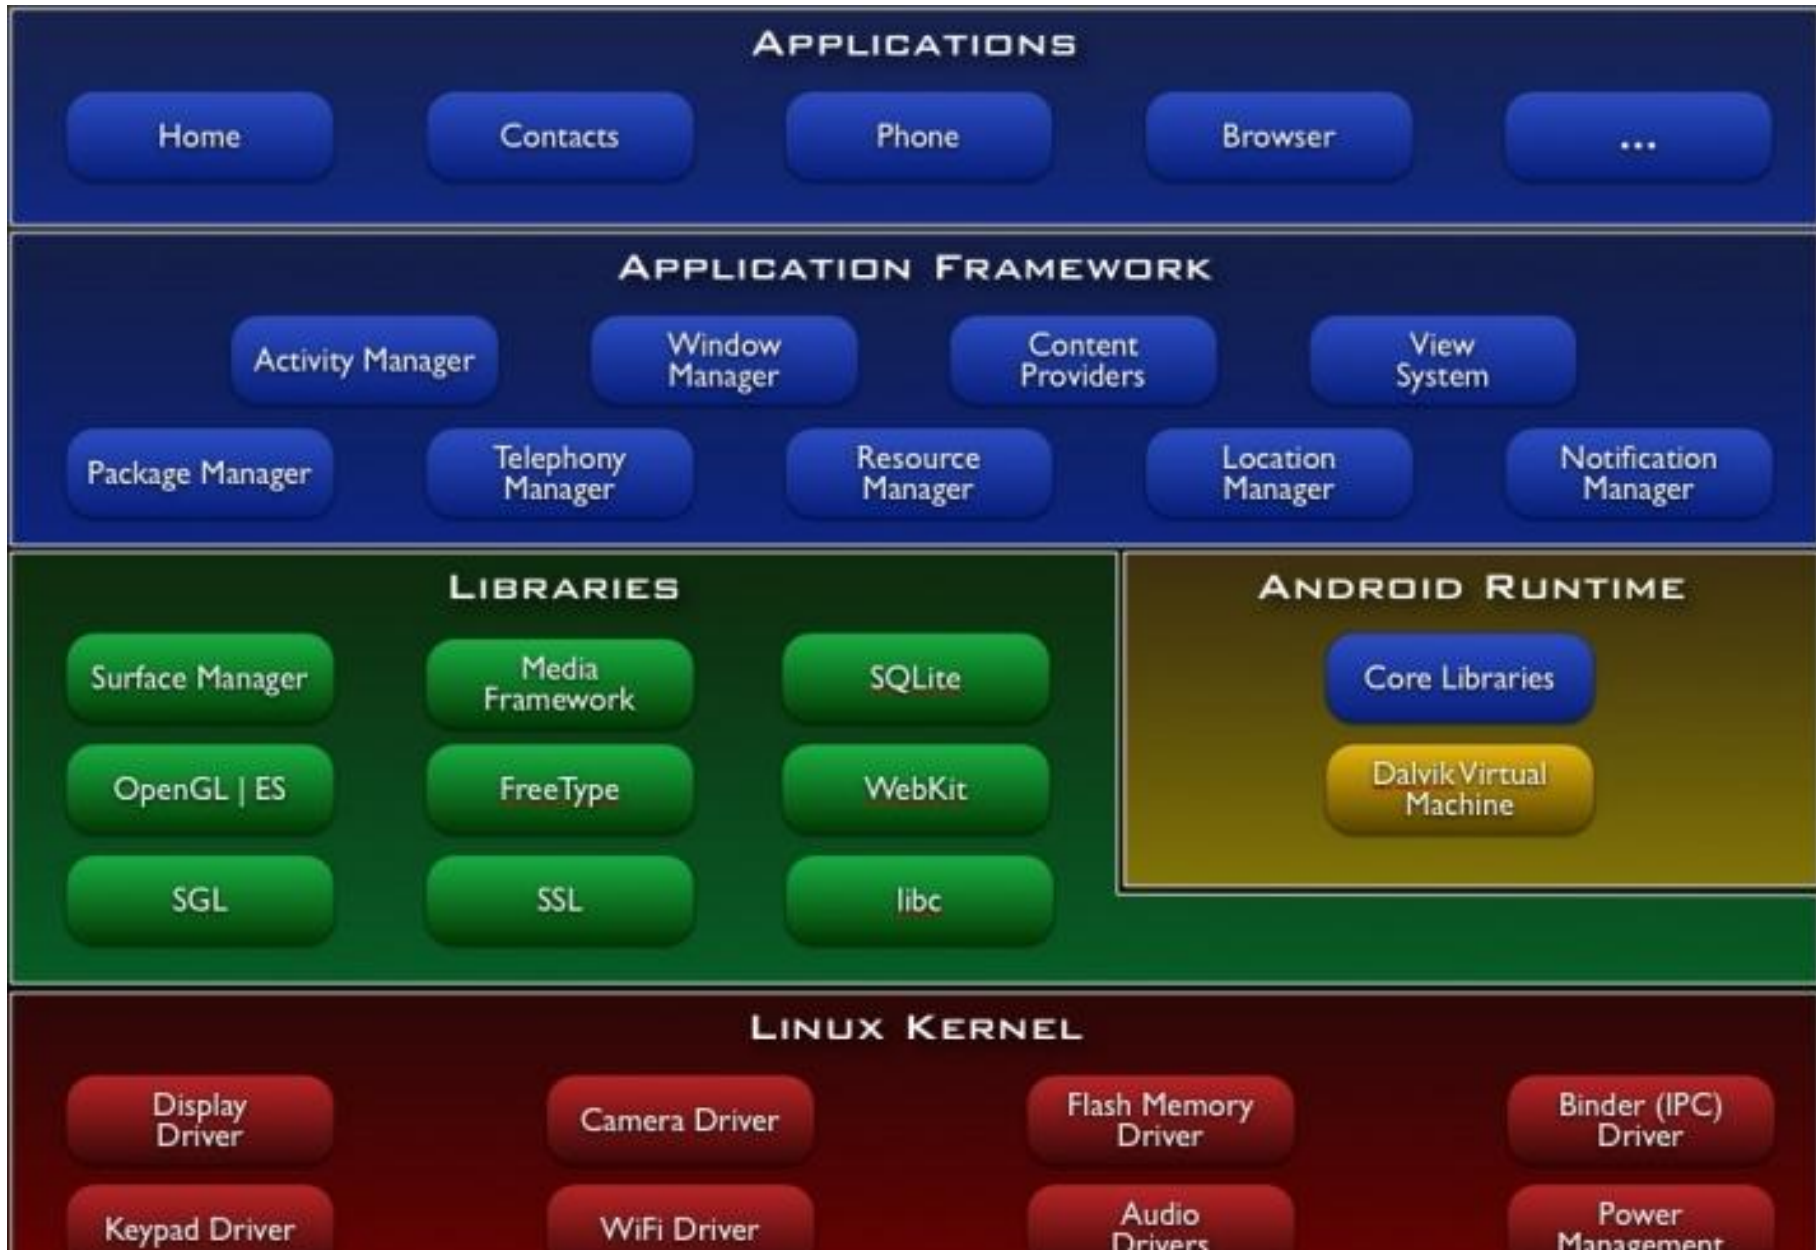 APPLICATIONS
Home
Contacts
Phone
Browser
...
APPLICATION FRAMEWORK
Activity Manager
Window
Manager
Content
Providers
View
System
Package Manager
Telephony
Manager
Resource
Manager
Location
Manager
Notification
Manager
LIBRARIES
Surface Manager
Media
Framework
SQLite
OpenGL | ES
FreeType
WebKit
SGL
SSL
libc
ANDROID RUNTIME
Core Libraries
Dalvik Virtual
Machine
LINUX KERNEL
Display
Driver
Camera Driver
Flash Memory
Driver
Binder (IPC)
Driver
Keypad Driver
WiFi Driver
Audio
Drivers
Power
Management